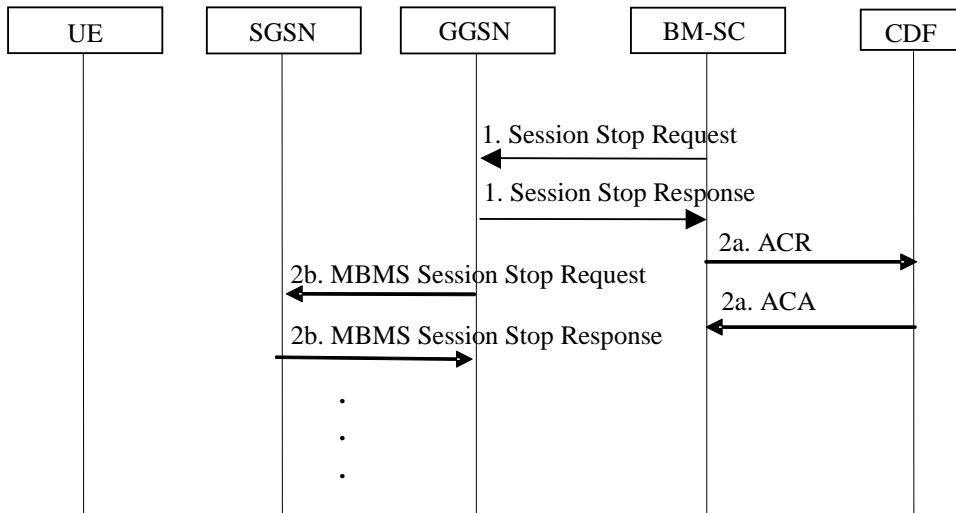 UE
SGSN
GGSN
BM-SC
CDF
1. Session Stop Request
1. Session Stop Response
2a. ACR
2b. MBMS Session Stop Request
2a. ACA
2b. MBMS Session Stop Response
.
.
.